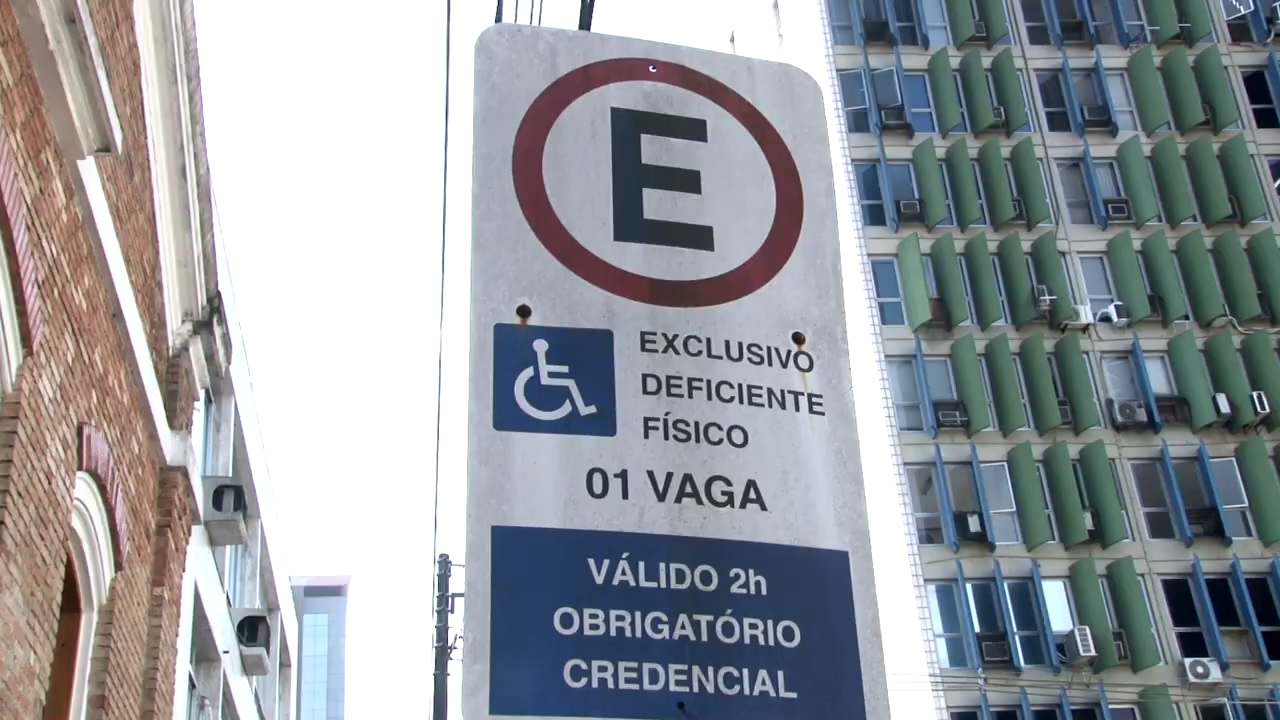 E
EXCLUSIVO
DEFICIENTE
FÍSICO
01 VAGA
VÁLIDO 2h
OBRIGATÓRIO
CREDENCIAL